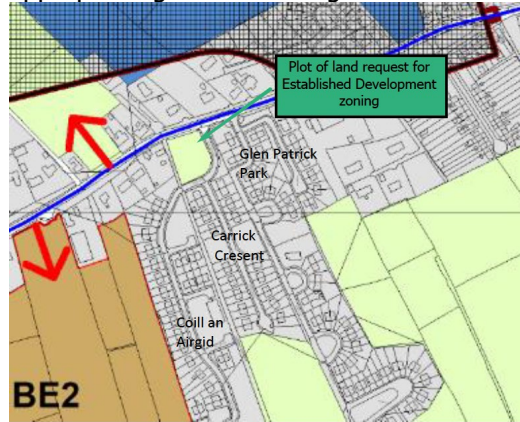 Plot of land request for
Established Development
zoning
Glen Patrick
Park
Carrick
Cresent
Coill an
Airgid
BE2